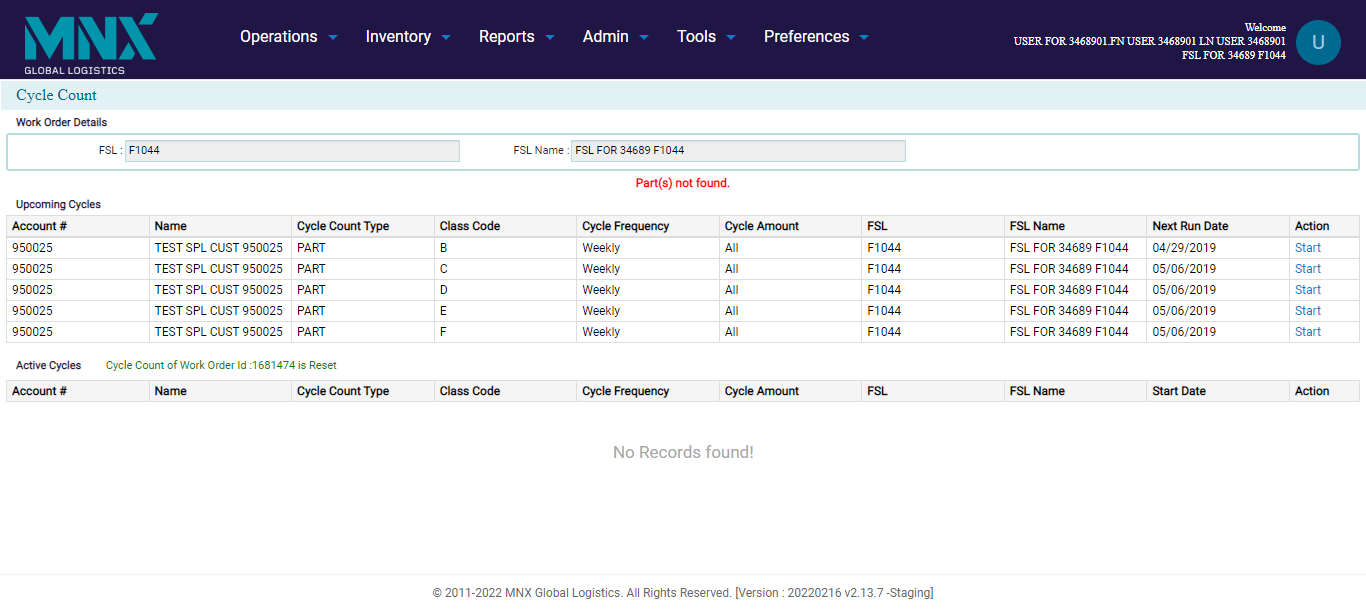 MNX
GLOBAL LOGISTICS
Operations Inventory Reports Admin Tools Preferences
Welcome
USER FOR 3468901.FN USER 3468901 LN USER 3468901
FSL FOR 34689 F1044
U
Cycle Count
Work Order Details
FSL : F1044 FSL Name : FSL FOR 34689 F1044
Part(s) not found.
Upcoming Cycles
Account # Name Cycle Count Type Class Code Cycle Frequency Cycle Amount FSL FSL Name Next Run Date Action
950025 TEST SPL CUST 950025 PART B Weekly All F1044 FSL FOR 34689 F1044 04/29/2019 Start
950025 TEST SPL CUST 950025 PART C Weekly All F1044 FSL FOR 34689 F1044 05/06/2019 Start
950025 TEST SPL CUST 950025 PART D Weekly All F1044 FSL FOR 34689 F1044 05/06/2019 Start
950025 TEST SPL CUST 950025 PART E Weekly All F1044 FSL FOR 34689 F1044 05/06/2019 Start
950025 TEST SPL CUST 950025 PART F Weekly All F1044 FSL FOR 34689 F1044 05/06/2019 Start
Active Cycles Cycle Count of Work Order Id :1681474 is Reset
Account # Name Cycle Count Type Class Code Cycle Frequency Cycle Amount FSL FSL Name Start Date Action
No Records found!
© 2011-2022 MNX Global Logistics. All Rights Reserved. [Version : 20220216 v2.13.7 -Staging]